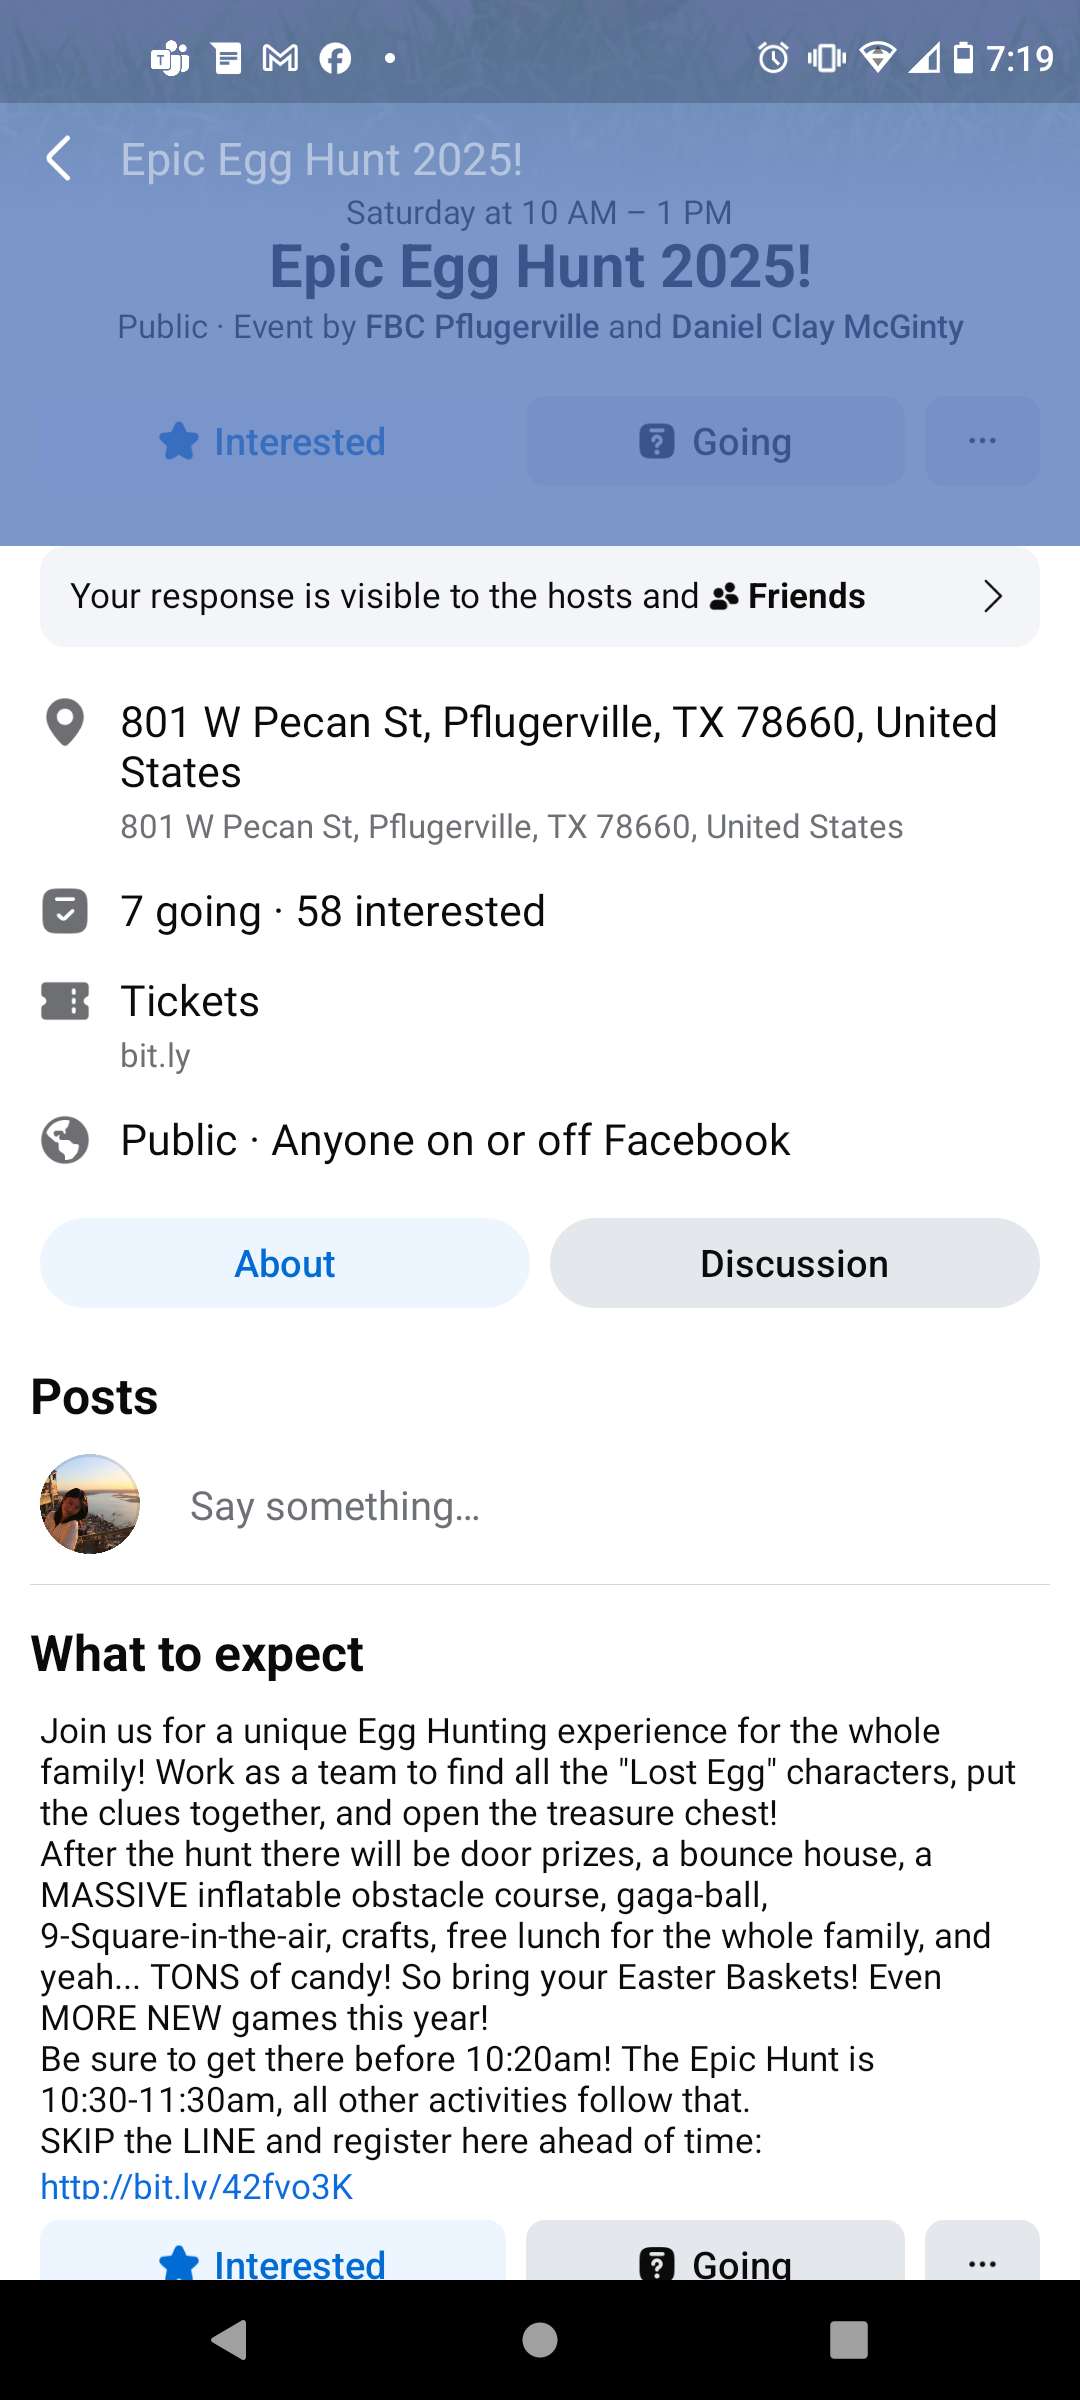 7:19
Epic Egg Hunt 2025!
Saturday at 10 AM – 1 PM
Epic Egg Hunt 2025!
Public · Event by FBC Pflugerville and Daniel Clay McGinty
Interested
Going
Your response is visible to the hosts and Friends
801 W Pecan St, Pflugerville, TX 78660, United
States
801 W Pecan St, Pflugerville, TX 78660, United States
7 going · 58 interested
Tickets
bit.ly
Public · Anyone on or off Facebook
About
Discussion
Posts
Say something...
What to expect
Join us for a unique Egg Hunting experience for the whole
family! Work as a team to find all the "Lost Egg" characters, put
the clues together, and open the treasure chest!
After the hunt there will be door prizes, a bounce house, a
MASSIVE inflatable obstacle course, gaga-ball,
9-Square-in-the-air, crafts, free lunch for the whole family, and
yeah... TONS of candy! So bring your Easter Baskets! Even
MORE NEW games this year!
Be sure to get there before 10:20am! The Epic Hunt is
10:30-11:30am, all other activities follow that.
SKIP the LINE and register here ahead of time:
http://bit.ly/42fvo3K
Interested
Going